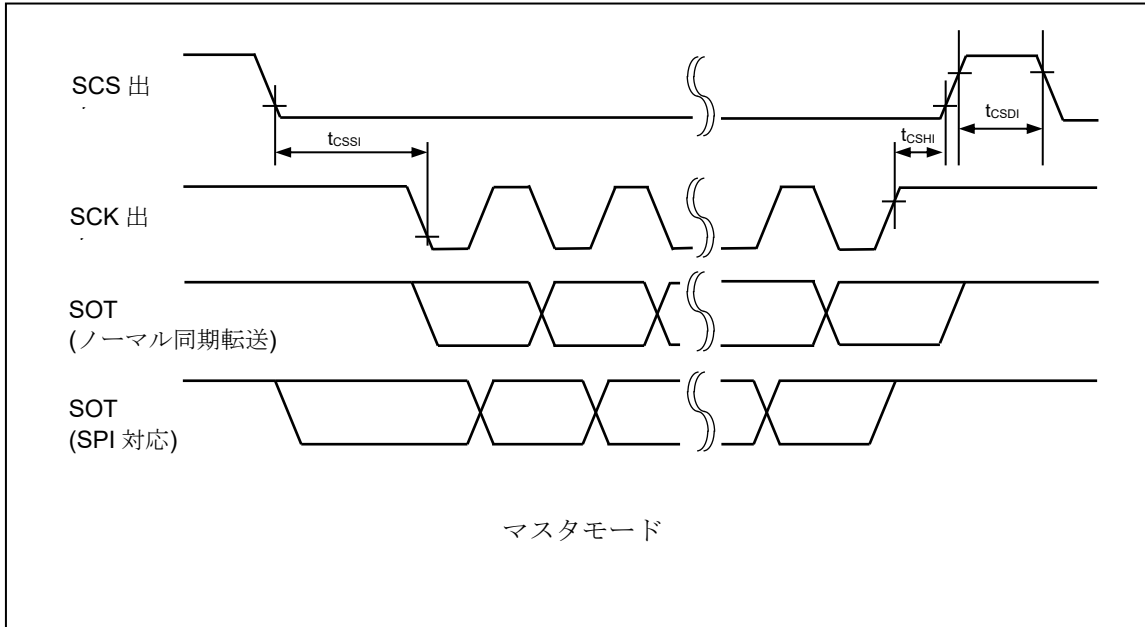 SCS 出
tCSDI
tCSSI
tCSHI
SCK 出
SOT
(ノーマル同期転送)
SOT
(SPI 対応)
マスタモード